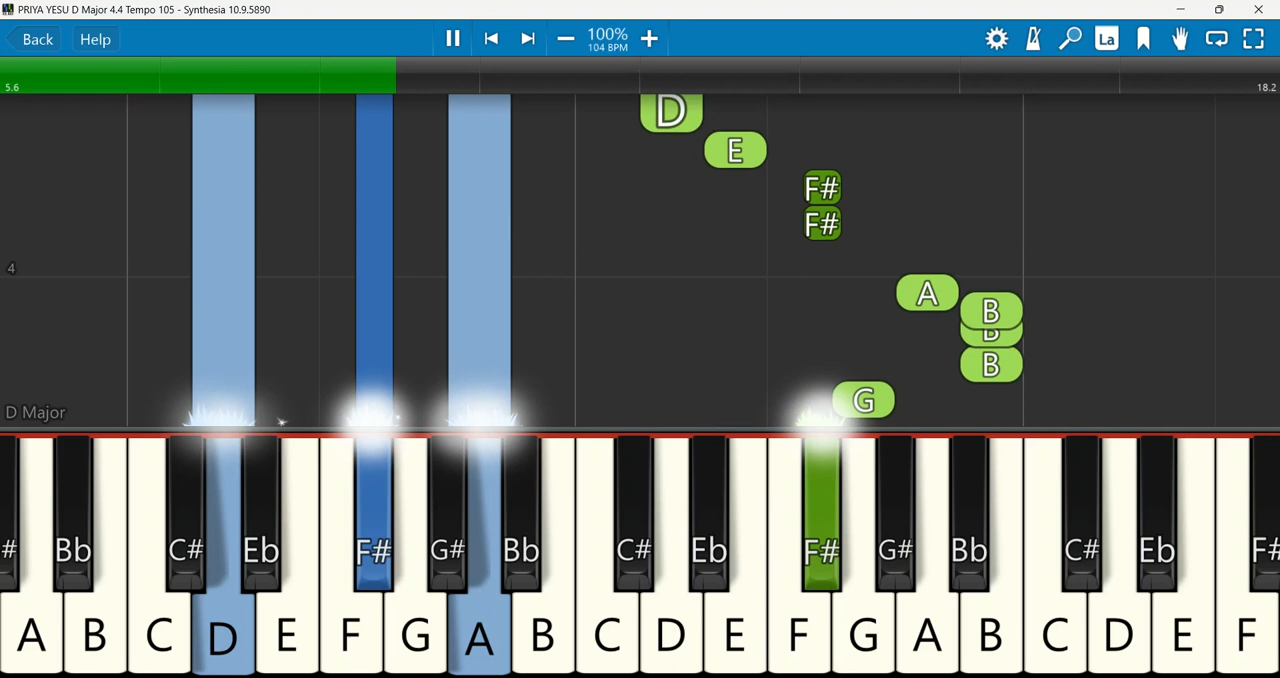 PRIYA YESU D Major 4.4 Tempo 105 - Synthesia 10.9.5890
Back Help 100% La
104 BPM
5.6 18.2
D
E
F#
F#
4
A
B
B
B
G
D Major
# Bb C# Eb F# G# Bb C# Eb F# G# Bb C# Eb F#
A B C D E F G A B C D E F G A B C D E F